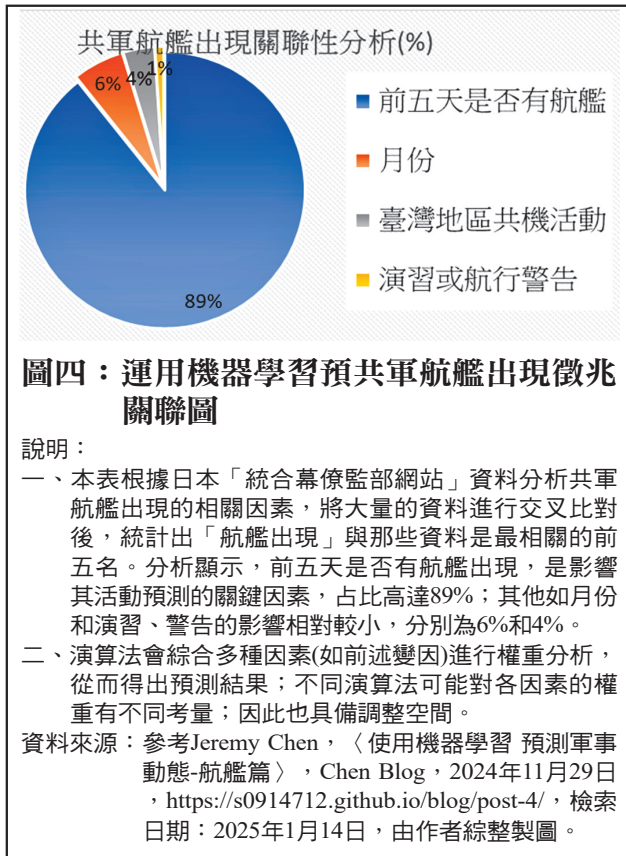 共軍航艦出現關聯性分析(%)
6%
4%
1%
89%
前五天是否有航艦
月份
臺灣地區共機活動
演習或航行警告
圖四：運用機器學習預共軍航艦出現徵兆
關聯圖
說明：
一、本表根據日本「統合幕僚監部網站」資料分析共軍
航艦出現的相關因素，將大量的資料進行交叉比對
後，統計出「航艦出現」與那些資料是最相關的前
五名。分析顯示，前五天是否有航艦出現，是影響
其活動預測的關鍵因素，占比高達89%；其他如月份
和演習、警告的影響相對較小，分別為6%和4%。
二、演算法會綜合多種因素(如前述變因)進行權重分析，
從而得出預測結果；不同演算法可能對各因素的權
重有不同考量；因此也具備調整空間。
資料來源：參考Jeremy Chen，〈使用機器學習 預測軍事
動態-航艦篇〉，Chen Blog，2024年11月29日
，https://s0914712.github.io/blog/post-4/，檢索
日期：2025年1月14日，由作者綜整製圖。